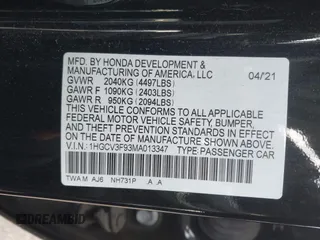 MFD. BY HONDA DEVELOPMENT &
MANUFACTURING OF AMERICA, LLC 04/21
GVWR 2040KG (4497LBS)
GAWR F 1090KG (2403LBS)
GAWR R 950KG (2094LBS)
THIS VEHICLE CONFORMS TO ALL APPLICABLE
FEDERAL MOTOR VEHICLE SAFETY, BUMPER,
AND THEFT PREVENTION STANDARDS IN EFFECT
ON THE DATE OF MANUFACTURE SHOWN ABOVE.
V.I.N.: 1HGCV3F93MA013347 TYPE:PASSENGER CAR
TWA M AJ6 NH731P A A
DREAMBID